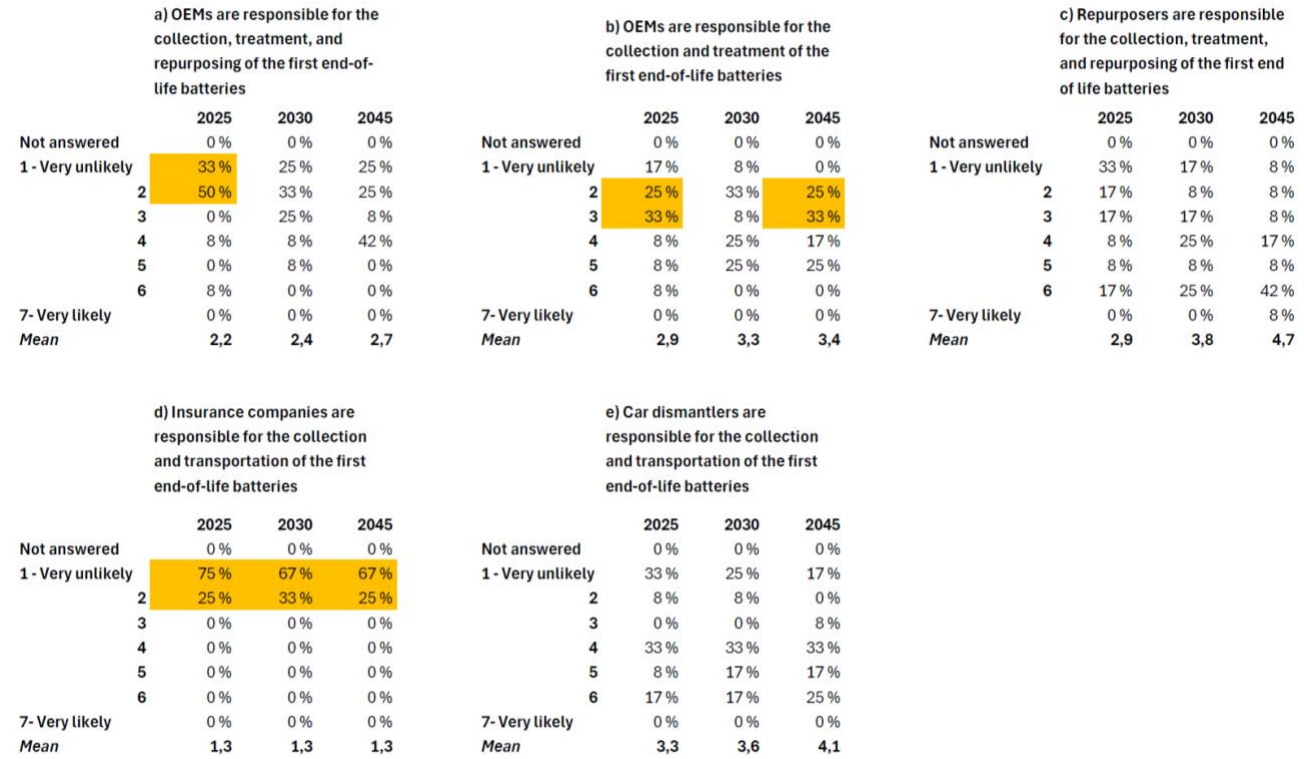 a) OEMs are responsible for the
collection, treatment, and
repurposing of the first end-of-
life batteries
2025 2030 2045
Not answered 0 % 0 % 0 %
1 - Very unlikely 33 % 25 % 25 %
2 50 % 33 % 25 %
3 0 % 25 % 8 %
4 8 % 8 % 42 %
5 0 % 8 % 0 %
6 8 % 0 % 0 %
7- Very likely 0 % 0 % 0 %
Mean 2,2 2,4 2,7
b) OEMs are responsible for the
collection and treatment of the
first end-of-life batteries
2025 2030 2045
Not answered 0 % 0 % 0 %
1 - Very unlikely 17 % 8 % 0 %
2 25 % 33 % 25 %
3 33 % 8 % 33 %
4 8 % 25 % 17 %
5 8 % 25 % 25 %
6 8 % 0 % 0 %
7- Very likely 0 % 0 % 0 %
Mean 2,9 3,3 3,4
c) Repurposers are responsible
for the collection, treatment,
and repurposing of the first end
of life batteries
2025 2030 2045
Not answered 0 % 0 % 0 %
1 - Very unlikely 33 % 17 % 8 %
2 17 % 8 % 8 %
3 17 % 17 % 8 %
4 8 % 25 % 17 %
5 8 % 8 % 8 %
6 17 % 25 % 42 %
7- Very likely 0 % 0 % 8 %
Mean 2,9 3,8 4,7
d) Insurance companies are
responsible for the collection
and transportation of the first
end-of-life batteries
2025 2030 2045
Not answered 0 % 0 % 0 %
1 - Very unlikely 75 % 67 % 67 %
2 25 % 33 % 25 %
3 0 % 0 % 0 %
4 0 % 0 % 0 %
5 0 % 0 % 0 %
6 0 % 0 % 0 %
7- Very likely 0 % 0 % 0 %
Mean 1,3 1,3 1,3
e) Car dismantlers are
responsible for the collection
and transportation of the first
end-of-life batteries
2025 2030 2045
Not answered 0 % 0 % 0 %
1 - Very unlikely 33 % 25 % 17 %
2 8 % 8 % 0 %
3 0 % 0 % 8 %
4 33 % 33 % 33 %
5 8 % 17 % 17 %
6 17 % 17 % 25 %
7- Very likely 0 % 0 % 0 %
Mean 3,3 3,6 4,1